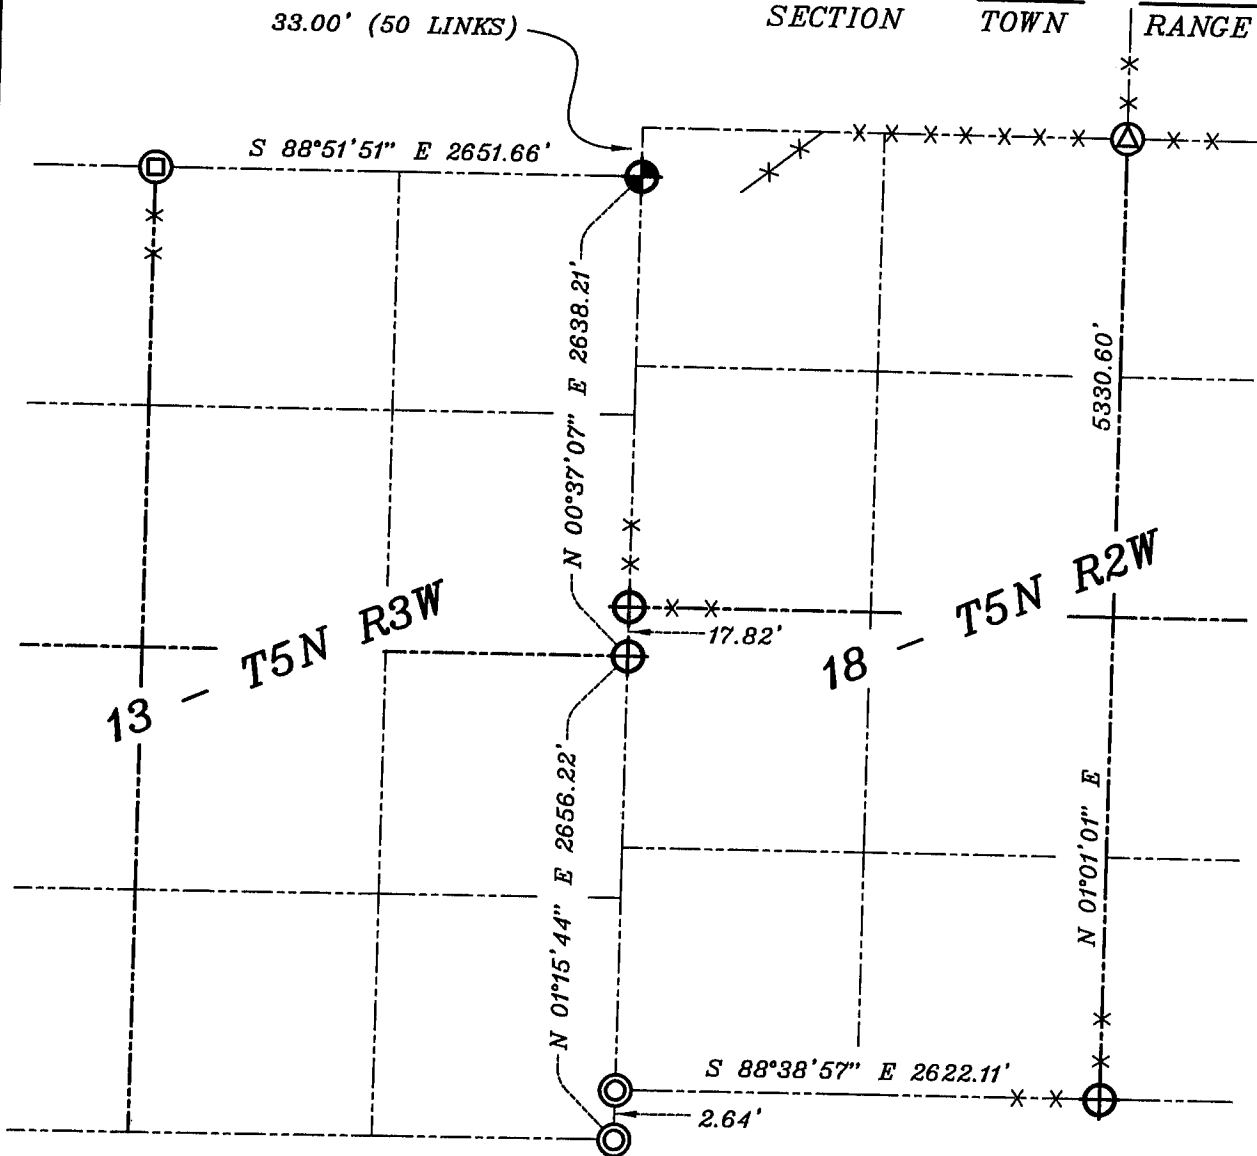 33.00' (50 LINKS)
SECTION TOWN RANGE
S 88°51'51" E 2651.66'
N 00°37'07" E 2638.21'
5330.60'
17.82'
13 - T5N R3W
18 - T5N R2W
N 01°15'44" E 2656.22'
N 01°01'01" E
S 88°38'57" E 2622.11'
2.64'